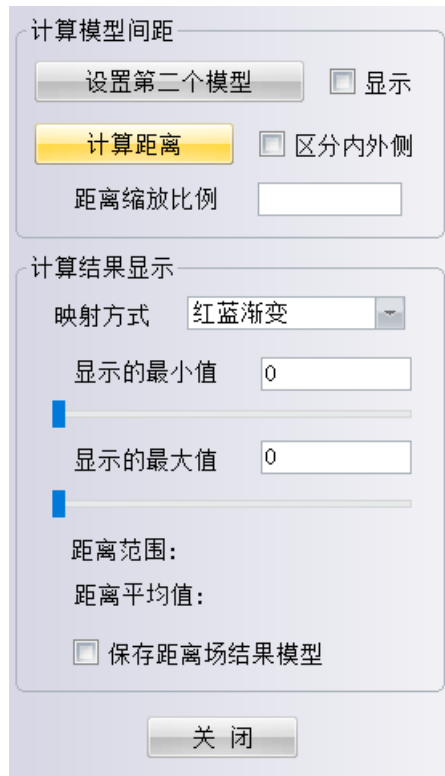 计算模型间距
设置第二个模型 显示
计算距离 区分内外侧
距离缩放比例
计算结果显示
映射方式 红蓝渐变
显示的最小值 0
显示的最大值 0
距离范围:
距离平均值:
保存距离场结果模型
关 闭